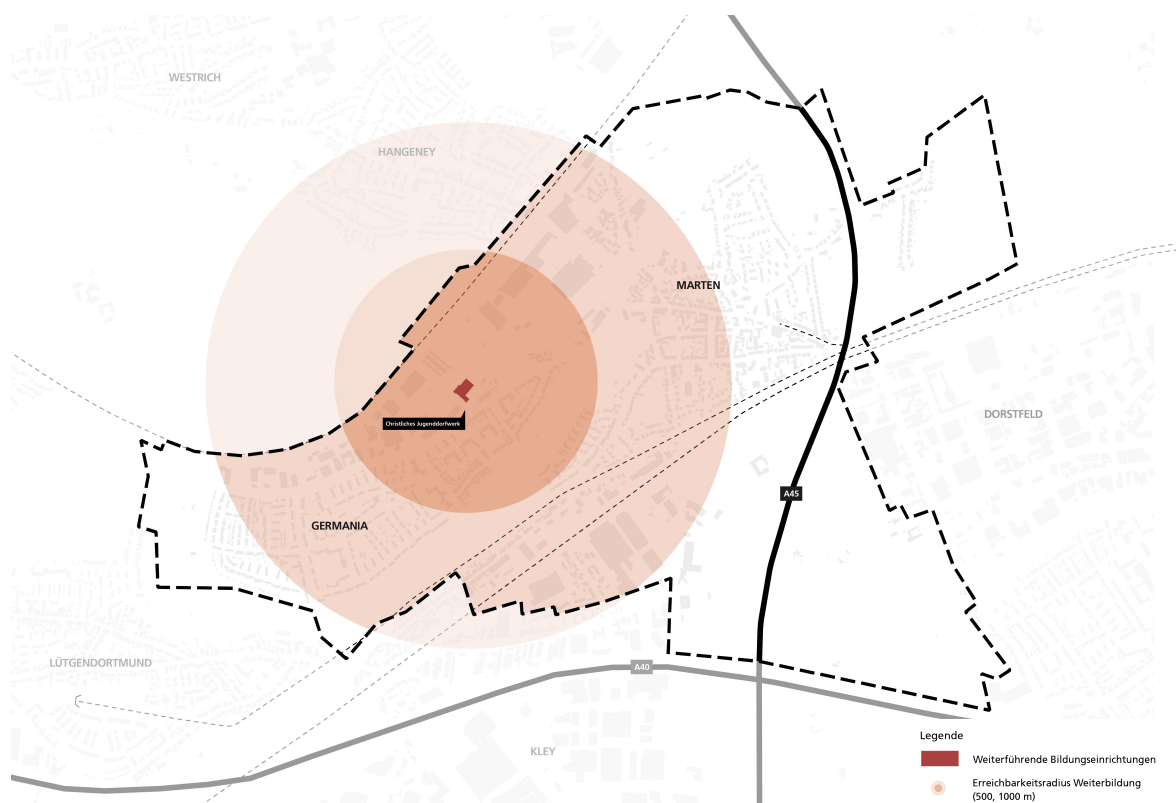 WESTRICH
HANGENEY
MARTEN
DORSTFELD
Christliches Jugenddorfwerk
A45
GERMANIA
LÜTGENDORTMUND
A40
KLEY
Legende
Weiterführende Bildungseinrichtungen
Erreichbarkeitsradius Weiterbildung
(500, 1000 m)